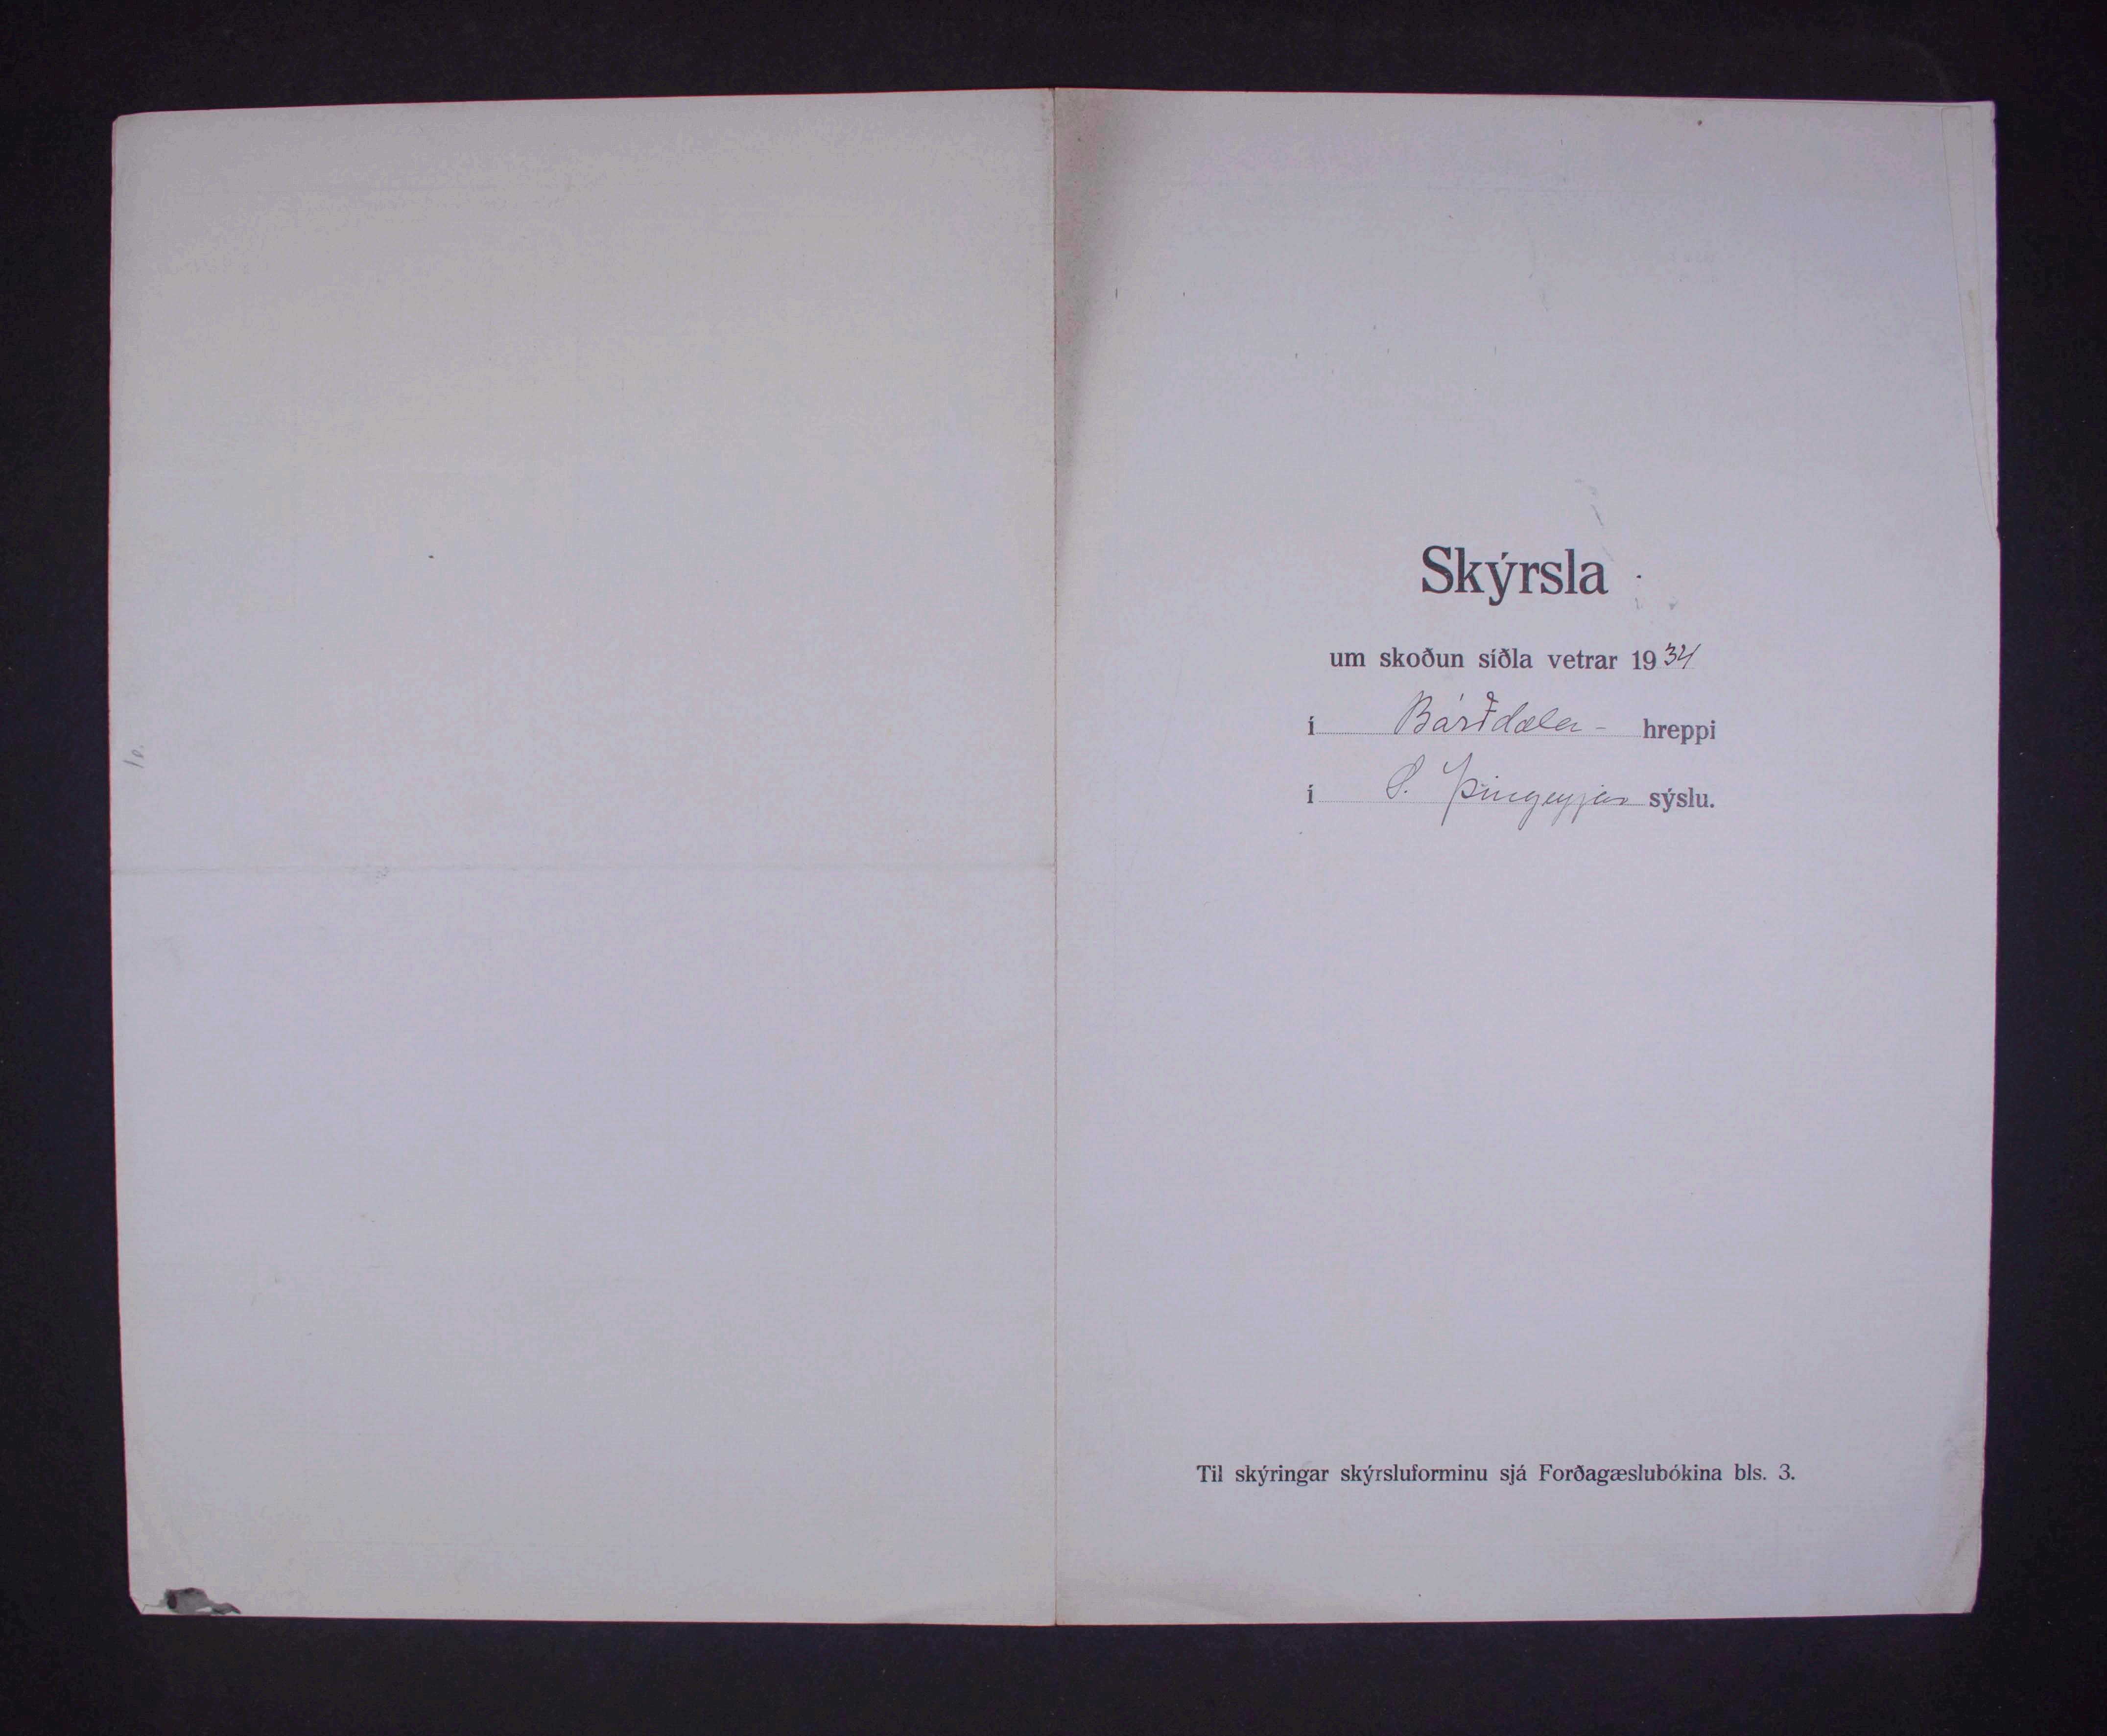 Skýrsla
um skoðun síðla vetrar 1934
í Bárðdæla- hreppi
í S. Þingeyjar sýslu.
Til skýringar skýrsluforminu sjá Forðagæslubókina bls. 3.